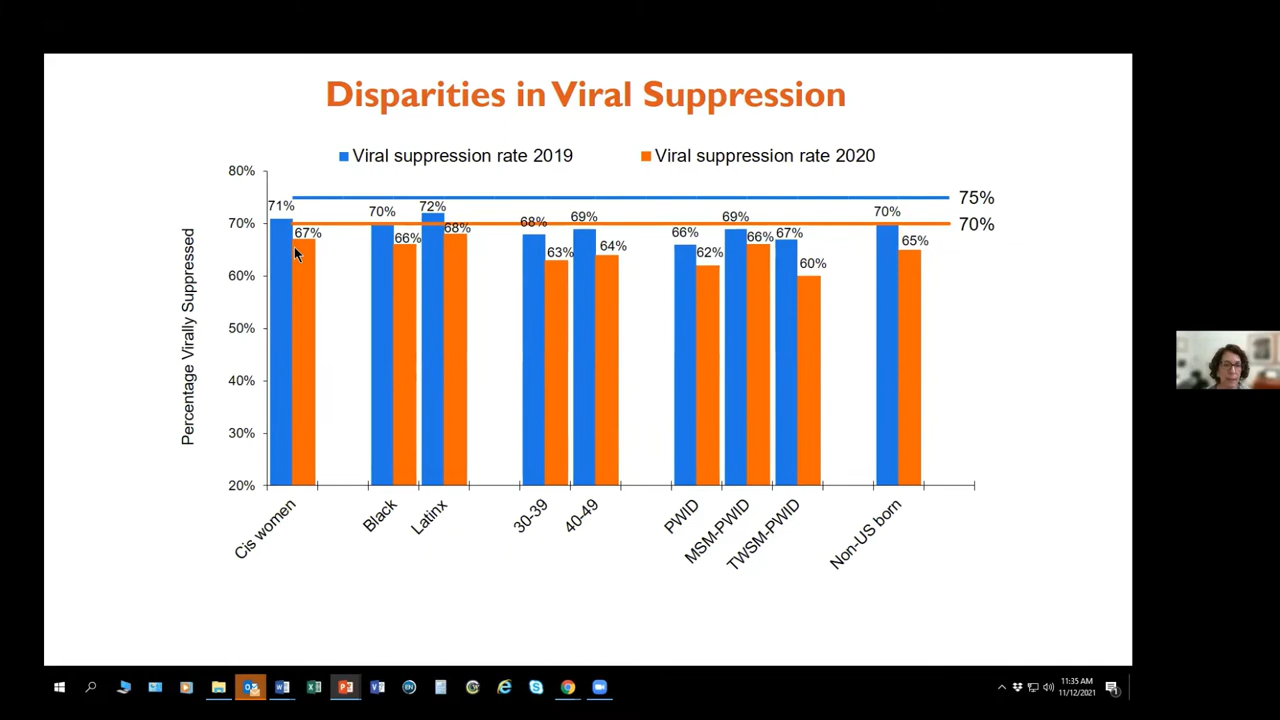 Disparities in Viral Suppression
Viral suppression rate 2019
Viral suppression rate 2020
80%
70%
60%
50%
40%
30%
20%
Percentage Virally Suppressed
75%
70%
71%
67%
70%
66%
72%
68%
68%
63%
69%
64%
66%
62%
69%
66%
67%
60%
70%
65%
Cis women
Black
Latinx
30-39
40-49
PWID
MSM-PWID
TWSM-PWID
Non-US born
11:35 AM
11/12/2021